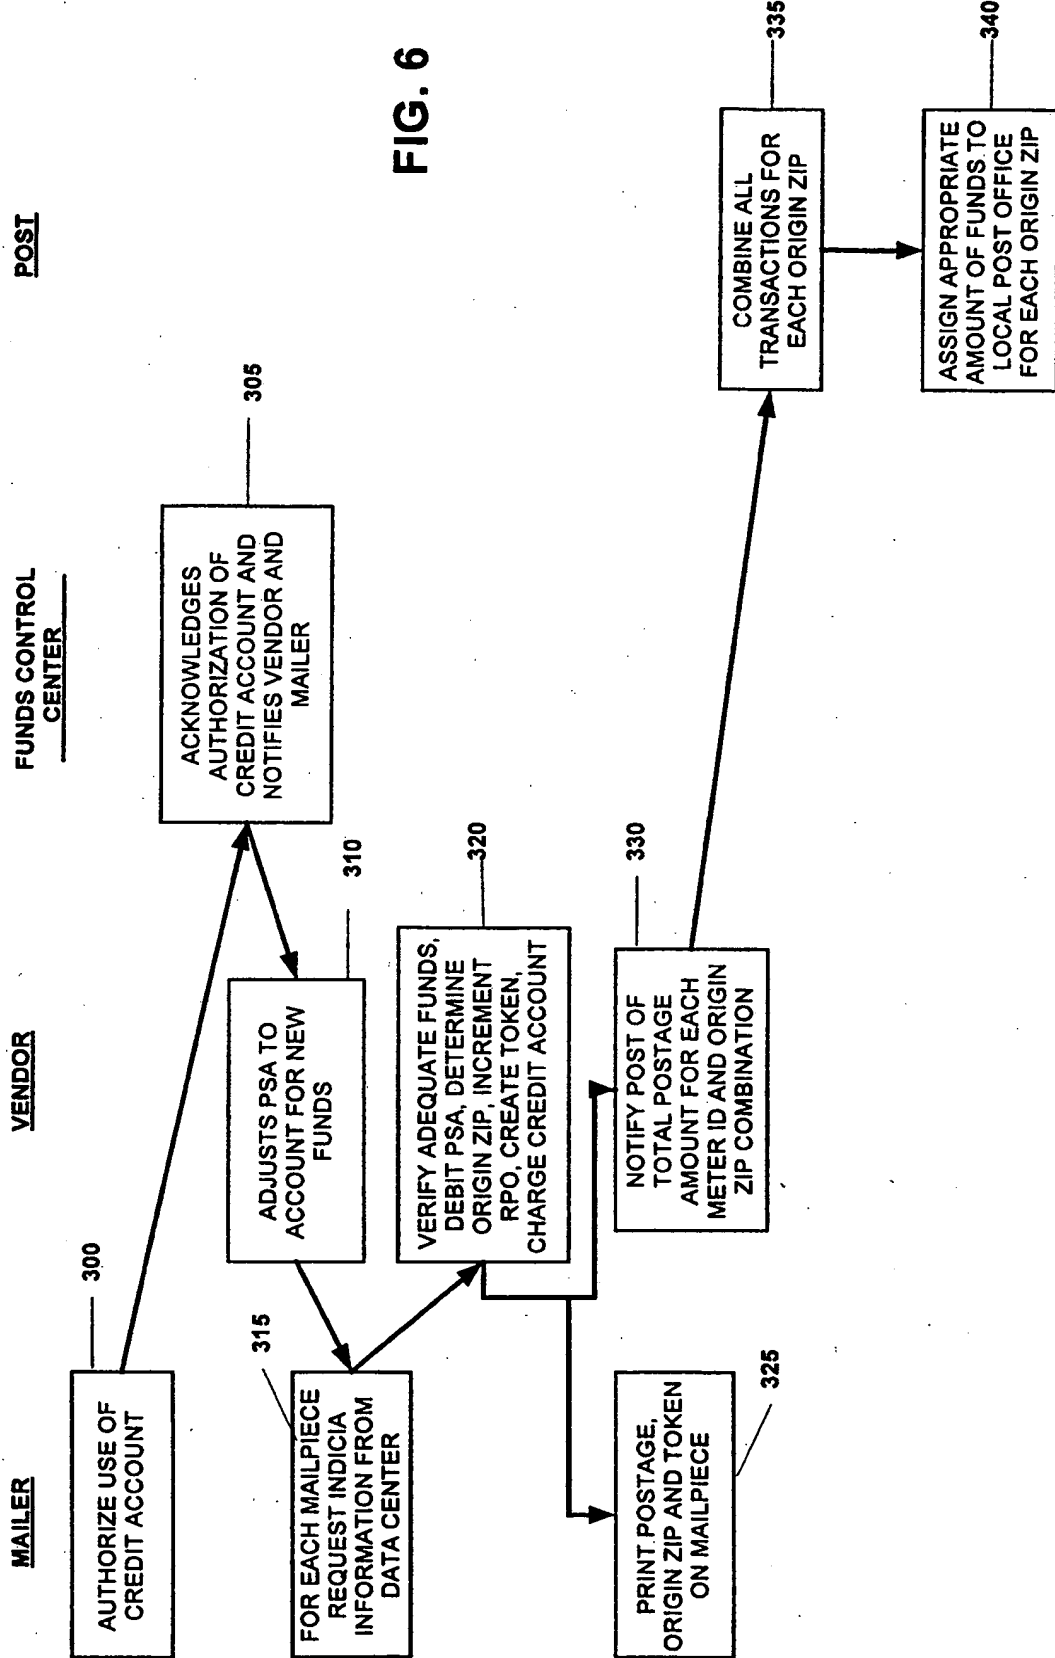 MAILER
VENDOR
FUNDS CONTROL
CENTER
POST
300
AUTHORIZE USE OF
CREDIT ACCOUNT
305
ACKNOWLEDGES
AUTHORIZATION OF
CREDIT ACCOUNT AND
NOTIFIES VENDOR AND
MAILER
310
ADJUSTS PSA TO
ACCOUNT FOR NEW
FUNDS
315
FOR EACH MAILPIECE
REQUEST INDICIA
INFORMATION FROM
DATA CENTER
320
VERIFY ADEQUATE FUNDS,
DEBIT PSA, DETERMINE
ORIGIN ZIP, INCREMENT
RPO, CREATE TOKEN,
CHARGE CREDIT ACCOUNT
325
PRINT POSTAGE,
ORIGIN ZIP AND TOKEN
ON MAILPIECE
330
NOTIFY POST OF
TOTAL POSTAGE
AMOUNT FOR EACH
METER ID AND ORIGIN
ZIP COMBINATION
335
COMBINE ALL
TRANSACTIONS FOR
EACH ORIGIN ZIP
340
ASSIGN APPROPRIATE
AMOUNT OF FUNDS TO
LOCAL POST OFFICE
FOR EACH ORIGIN ZIP
FIG. 6